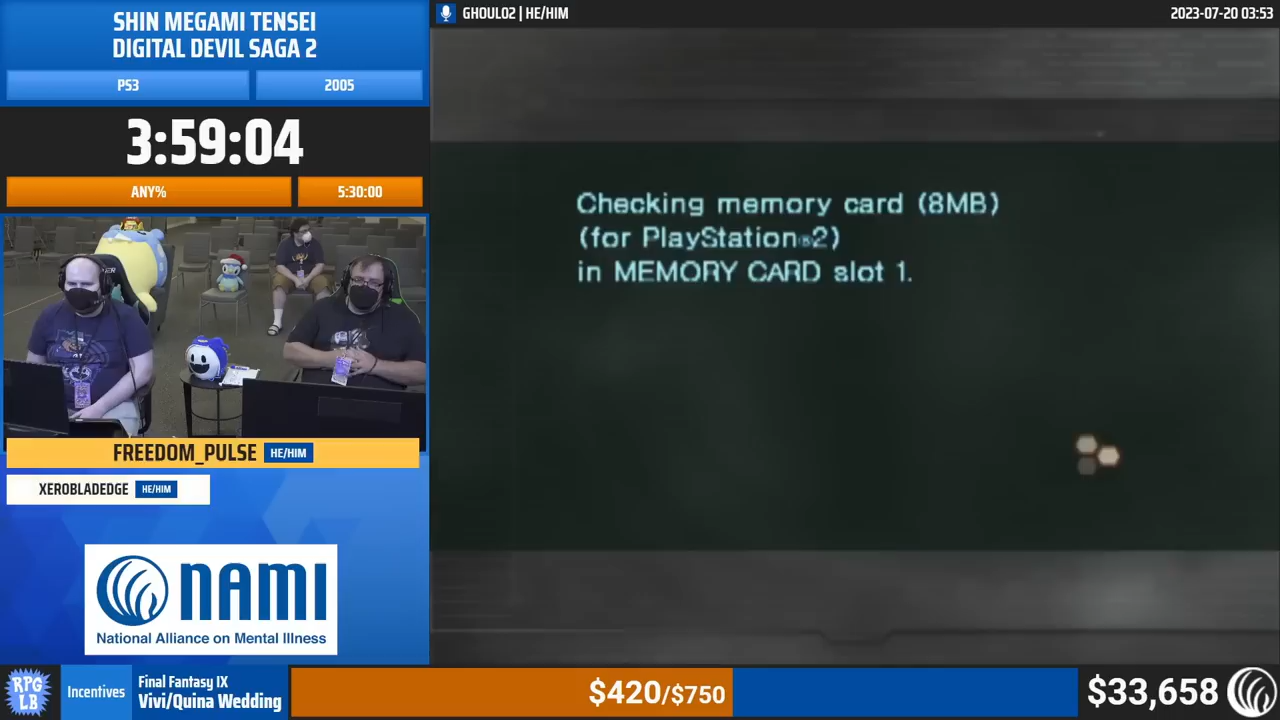 SHIN MEGAMI TENSEI
DIGITAL DEVIL SAGA 2
PS3
2005
3:59:04
ANY%
5:30:00
FREEDOM_PULSE HE/HIM
XEROBLADEDGE HE/HIM
NAMI
National Alliance on Mental Illness
GHOUL02 | HE/HIM
2023-07-20 03:53
Checking memory card (8MB)
(for PlayStation®2)
in MEMORY CARD slot 1.
RPG
LB
Incentives
Final Fantasy IX
Vivi/Quina Wedding
$420/$750
$33,658